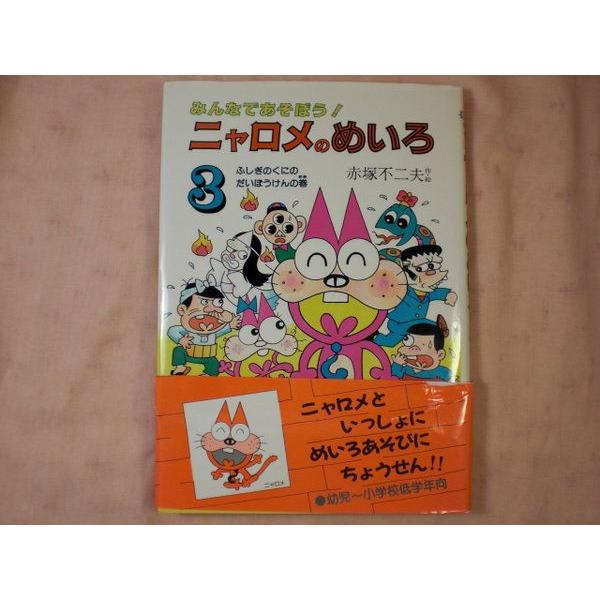 みんなであそぼう!
ニャロメのめいろ
3
ふしぎのくにの
だいぼうけんの巻
赤塚不二夫 作・絵
ニャロメと
いっしょに
めいろあそびに
ちょうせん!!
ニャロメ
●幼児〜小学校低学年向